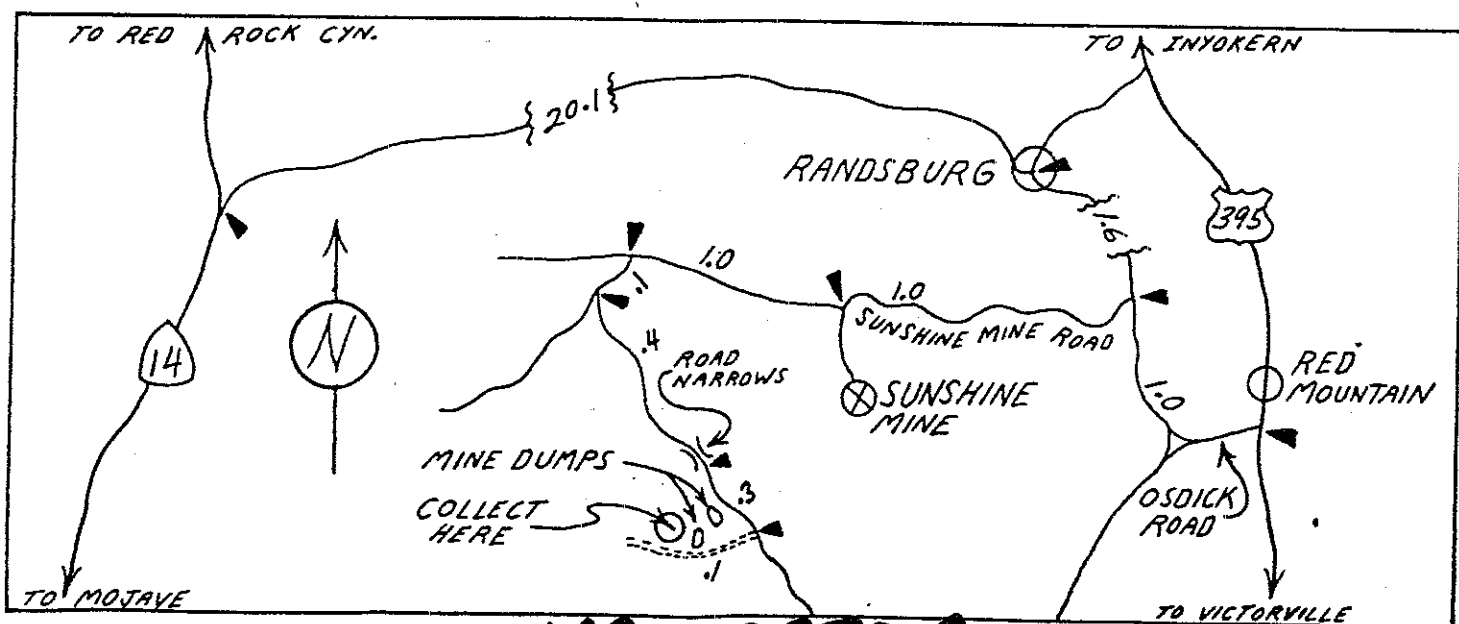 TO RED ROCK CYN.
TO INYOKERN
20.1
RANDSBURG
1.6
395
1.0
.1
1.0
SUNSHINE MINE ROAD
14
N
.4
ROAD
NARROWS
SUNSHINE
MINE
RED
MOUNTAIN
1.0
MINE DUMPS
.3
COLLECT
HERE
OSDICK
ROAD
.1
TO MOJAVE
TO VICTORVILLE